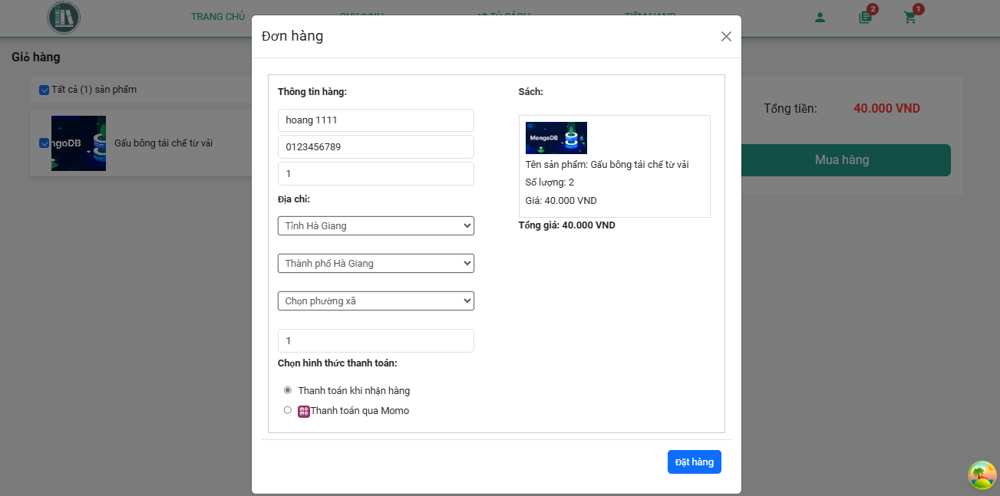 TRANG CHỦ
2
1
Đơn hàng
Giỏ hàng
Tất cả (1) sản phẩm
ngoDB
Gấu bông tái chế từ vải
Thông tin hàng:
hoang 1111
0123456789
1
Địa chỉ:
Tỉnh Hà Giang
Thành phố Hà Giang
Chọn phường xã
1
Chọn hình thức thanh toán:
Thanh toán khi nhận hàng
mo
mo
Thanh toán qua Momo
Sách:
MongoDB
Tên sản phẩm: Gấu bông tái chế từ vải
Số lượng: 2
Giá: 40.000 VND
Tổng giá: 40.000 VND
Đặt hàng
Tổng tiền: 40.000 VND
Mua hàng